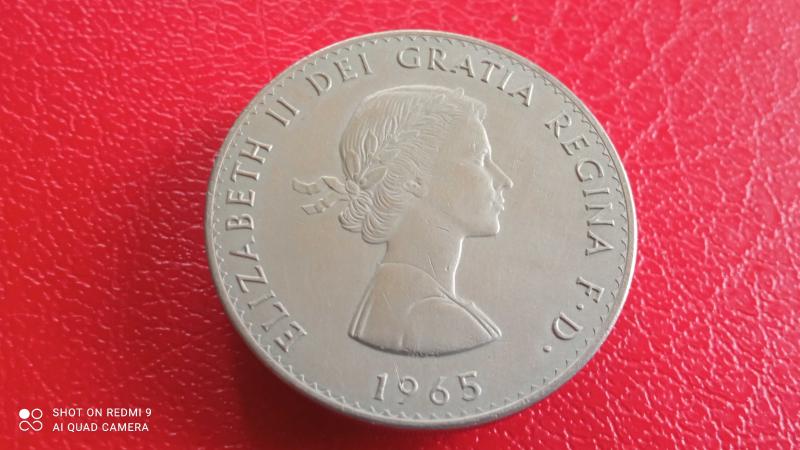 ELIZABETH II DEI GRATIA REGINA F·D·
1965
SHOT ON REDMI 9
AI QUAD CAMERA